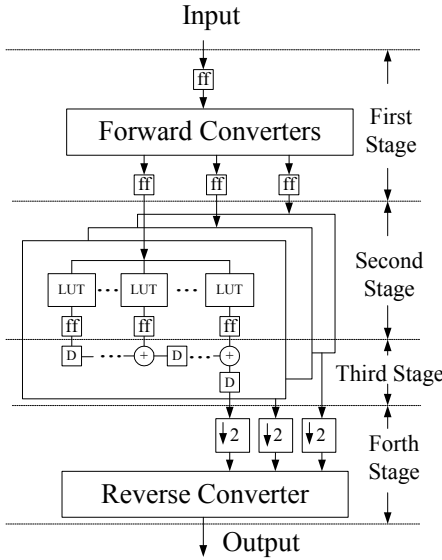 Input
ff
Forward Converters
First
Stage
ff ff ff
Second
Stage
LUT ... LUT ... LUT
ff ff ff
D ... + D ... +
Third Stage
D
↓2 ↓2 ↓2
Forth
Stage
Reverse Converter
Output